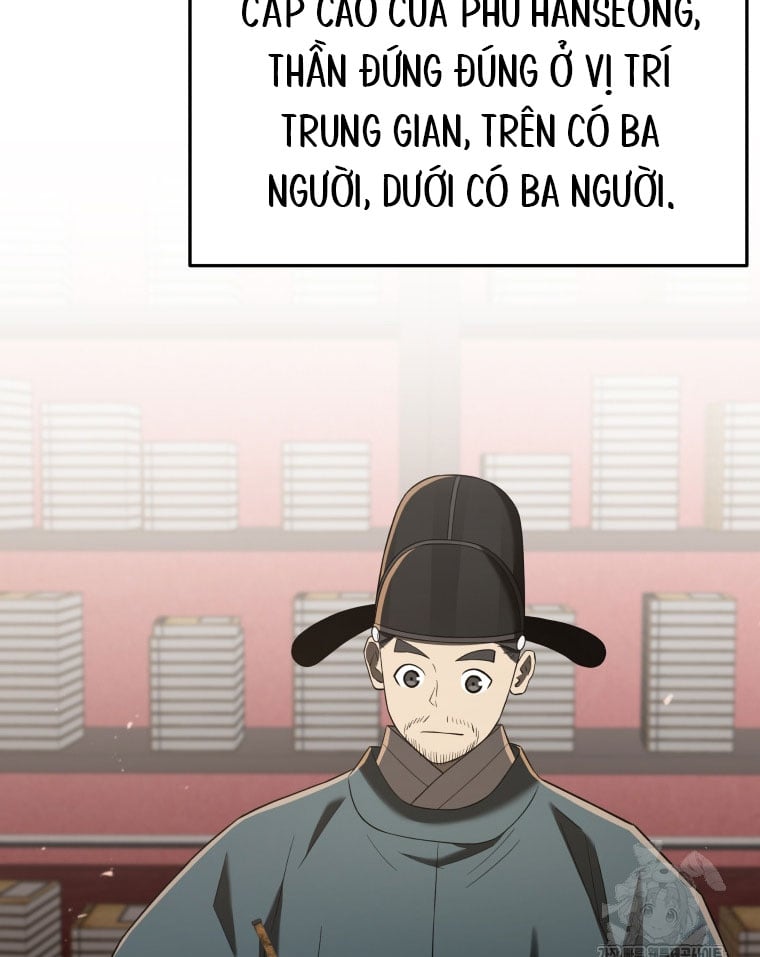 CẤP CAO CỦA PHỦ HANSEONG,
THẦN ĐỨNG ĐÚNG Ở VỊ TRÍ
TRUNG GIAN, TRÊN CÓ BA
NGƯỜI, DƯỚI CÓ BA NGƯỜI.